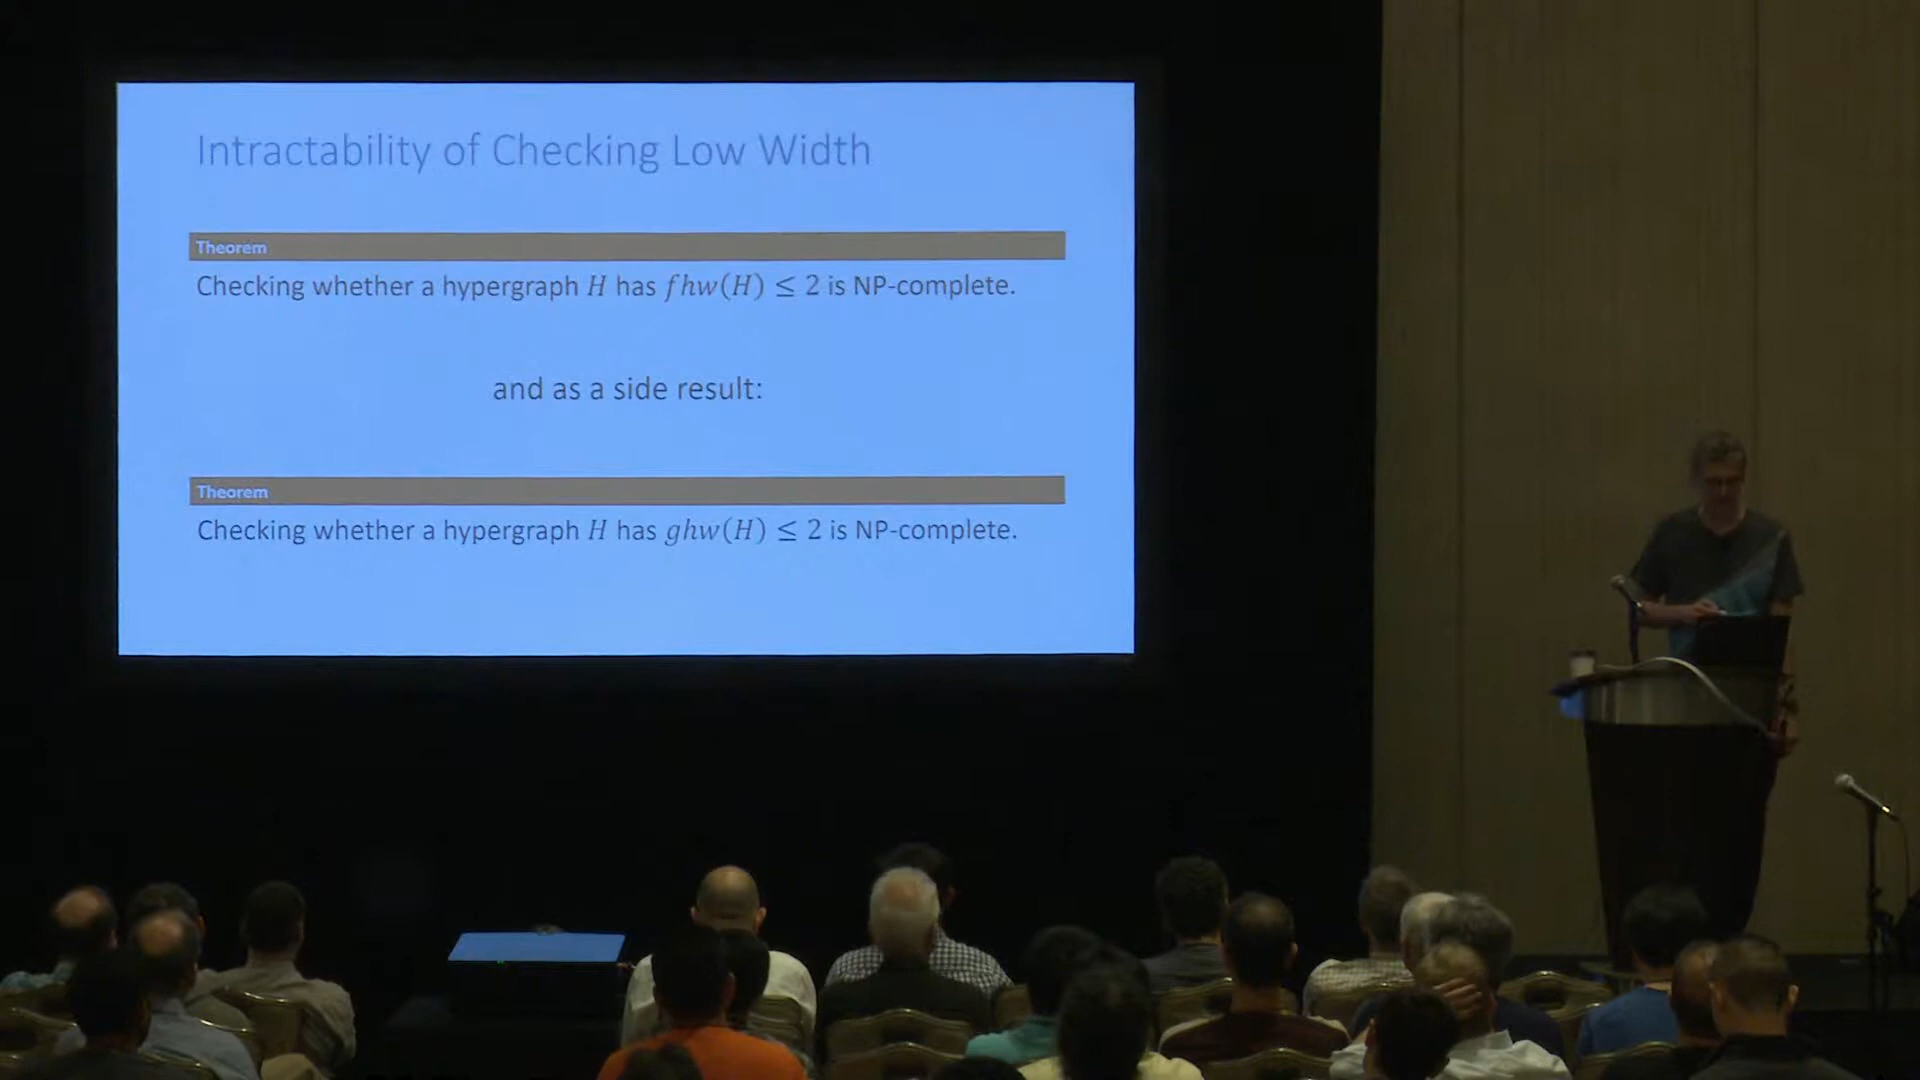 Intractability of Checking Low Width
Theorem
Checking whether a hypergraph H has fhw(H) ≤ 2 is NP-complete.
and as a side result:
Theorem
Checking whether a hypergraph H has ghw(H) ≤ 2 is NP-complete.